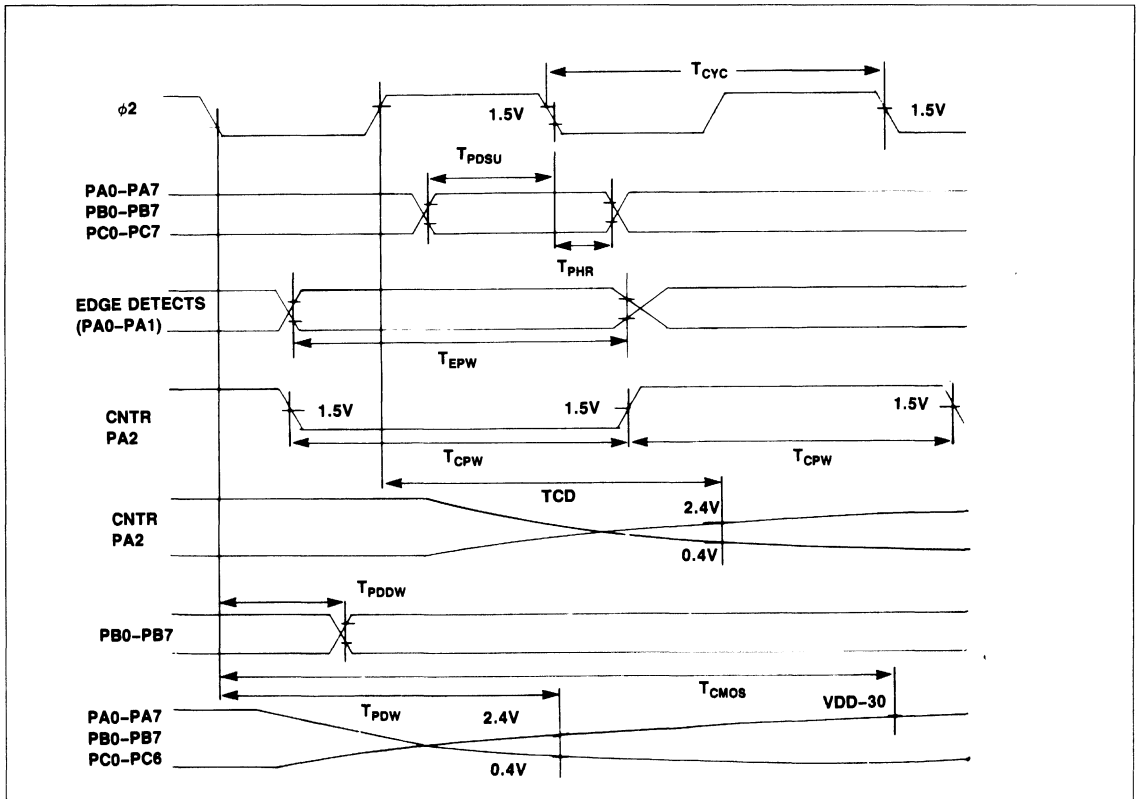 T_CYC
φ2
1.5V
1.5V
T_PDSU
PA0–PA7
PB0–PB7
PC0–PC7
T_PHR
EDGE DETECTS
(PA0–PA1)
T_EPW
CNTR
PA2
1.5V
1.5V
1.5V
T_CPW
T_CPW
TCD
CNTR
PA2
2.4V
0.4V
T_PDDW
PB0–PB7
T_CMOS
VDD–30
T_PDW
2.4V
PA0–PA7
PB0–PB7
PC0–PC6
0.4V